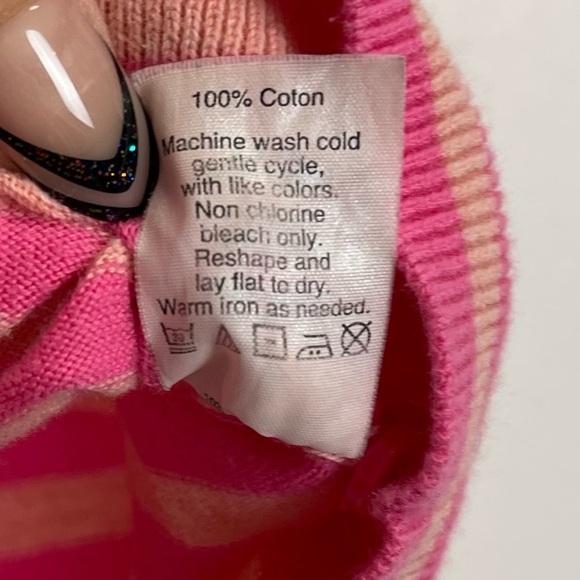 100% Coton
Machine wash cold
gentle cycle,
with like colors.
Non chlorine
bleach only.
Reshape and
lay flat to dry.
Warm iron as needed.
30